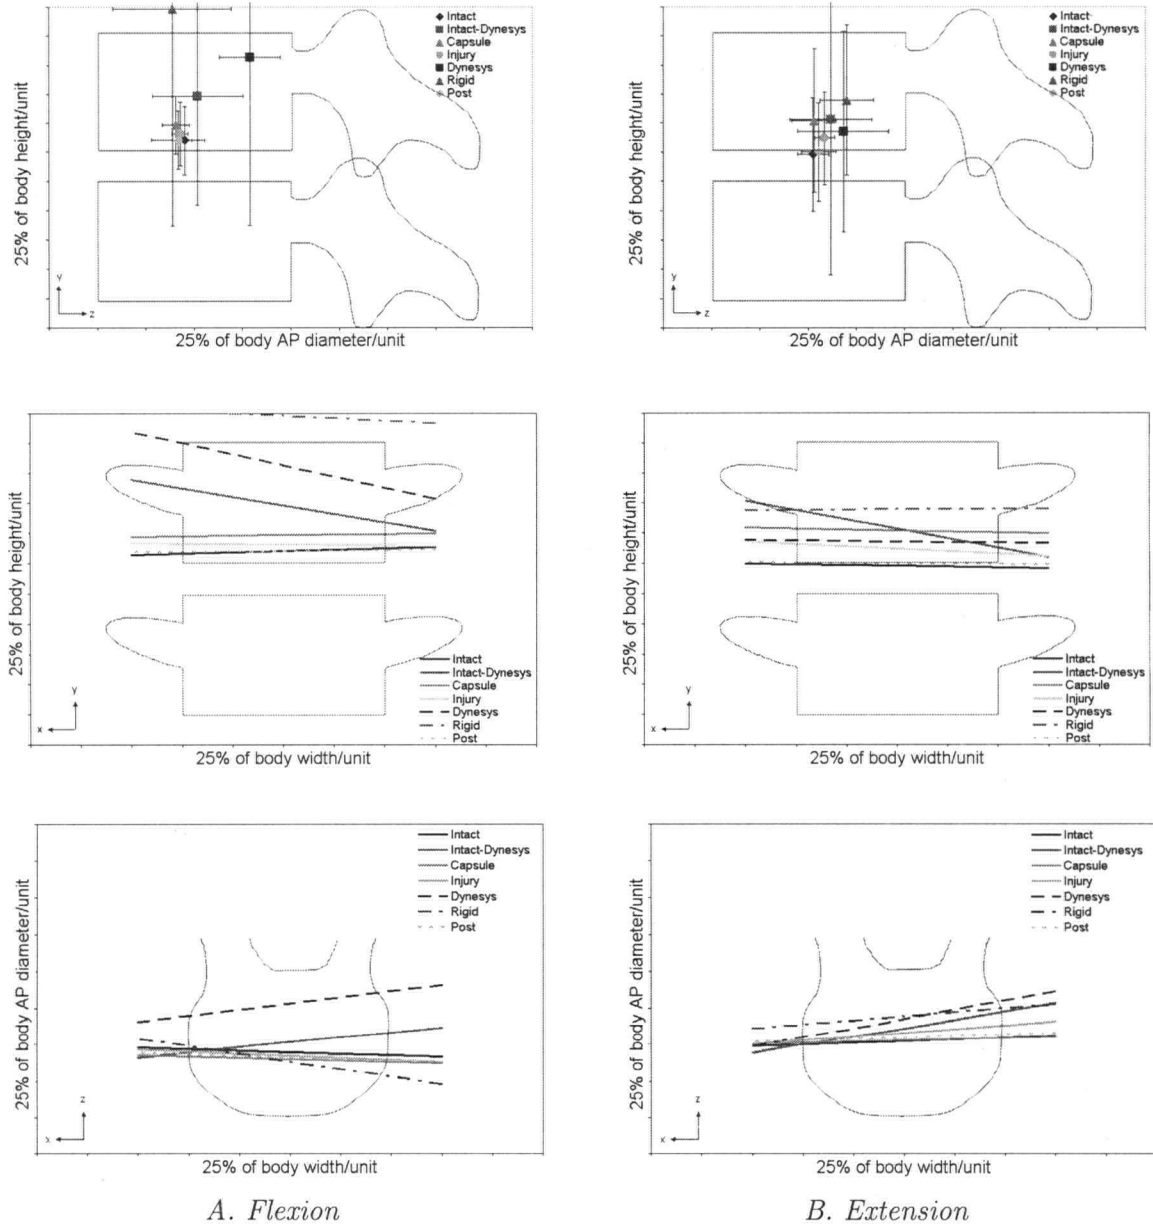 Intact
Intact-Dynesys
Capsule
Injury
Dynesys
Rigid
Post
25% of body height/unit
Y
z
25% of body AP diameter/unit
Intact
Intact-Dynesys
Capsule
Injury
Dynesys
Rigid
Post
25% of body height/unit
Y
z
25% of body AP diameter/unit
25% of body height/unit
Intact
Intact-Dynesys
Capsule
Injury
Dynesys
Rigid
Post
y
x
25% of body width/unit
25% of body height/unit
Intact
Intact-Dynesys
Capsule
Injury
Dynesys
Rigid
Post
y
x
25% of body width/unit
Intact
Intact-Dynesys
Capsule
Injury
Dynesys
Rigid
Post
25% of body AP diameter/unit
z
x
25% of body width/unit
Intact
Intact-Dynesys
Capsule
Injury
Dynesys
Rigid
Post
25% of body AP diameter/unit
z
x
25% of body width/unit
A. Flexion
B. Extension